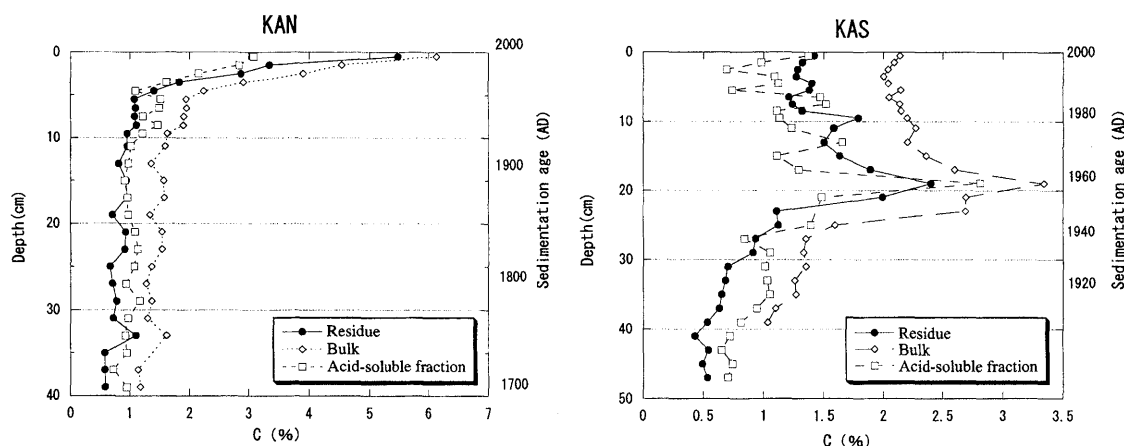 KAN
0
10
20
30
40
Depth(cm)
0 1 2 3 4 5 6 7
C (%)
2000
1900
1800
1700
Sedimentation age (AD)
Residue
Bulk
Acid-soluble fraction
KAS
0
10
20
30
40
50
Depth(cm)
0 0.5 1 1.5 2 2.5 3 3.5
C (%)
2000
1980
1960
1940
1920
Sedimentation age (AD)
Residue
Bulk
Acid-soluble fraction